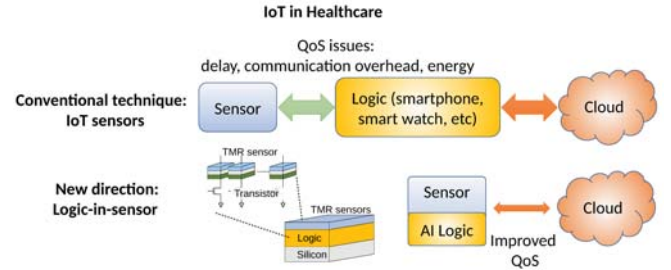 IoT in Healthcare
QoS issues:
delay, communication overhead, energy
Conventional technique:
IoT sensors
Sensor
Logic (smartphone,
smart watch, etc)
Cloud
New direction:
Logic-in-sensor
TMR sensor
Transistor
TMR sensors
Logic
Silicon
Sensor
AI Logic
Improved
QoS
Cloud